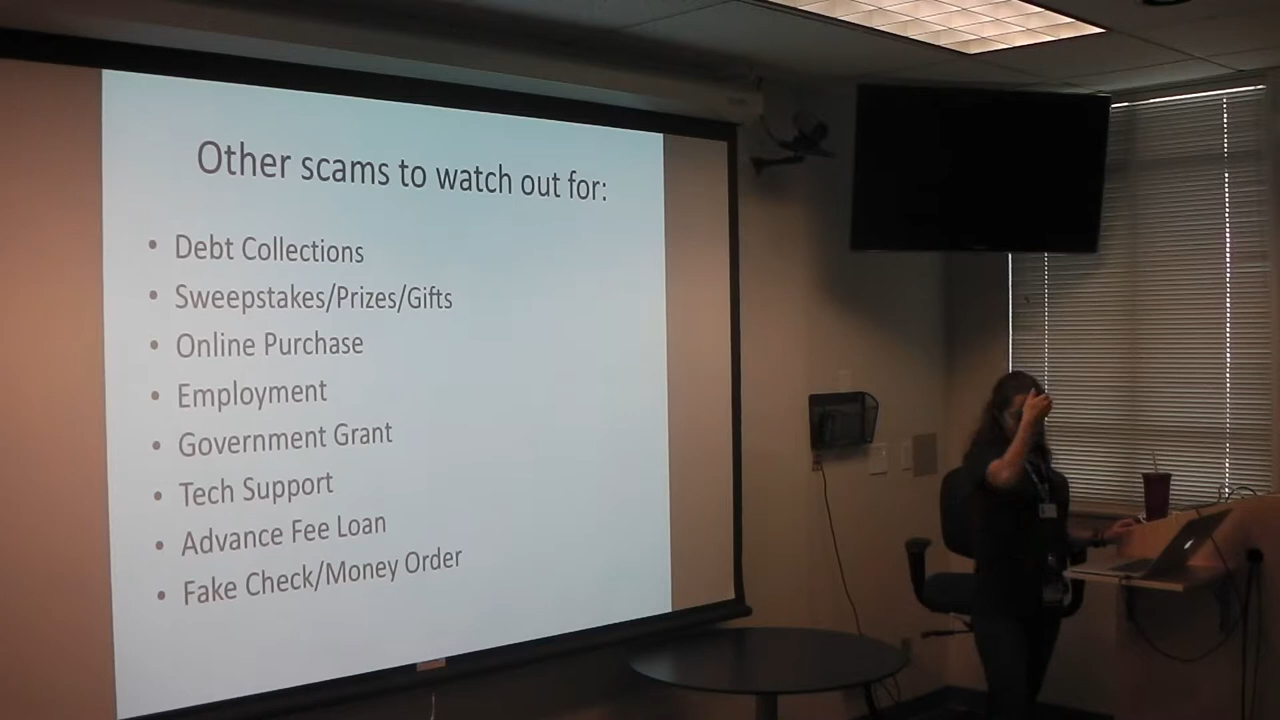 Other scams to watch out for:
• Debt Collections
• Sweepstakes/Prizes/Gifts
• Online Purchase
• Employment
• Government Grant
• Tech Support
• Advance Fee Loan
• Fake Check/Money Order